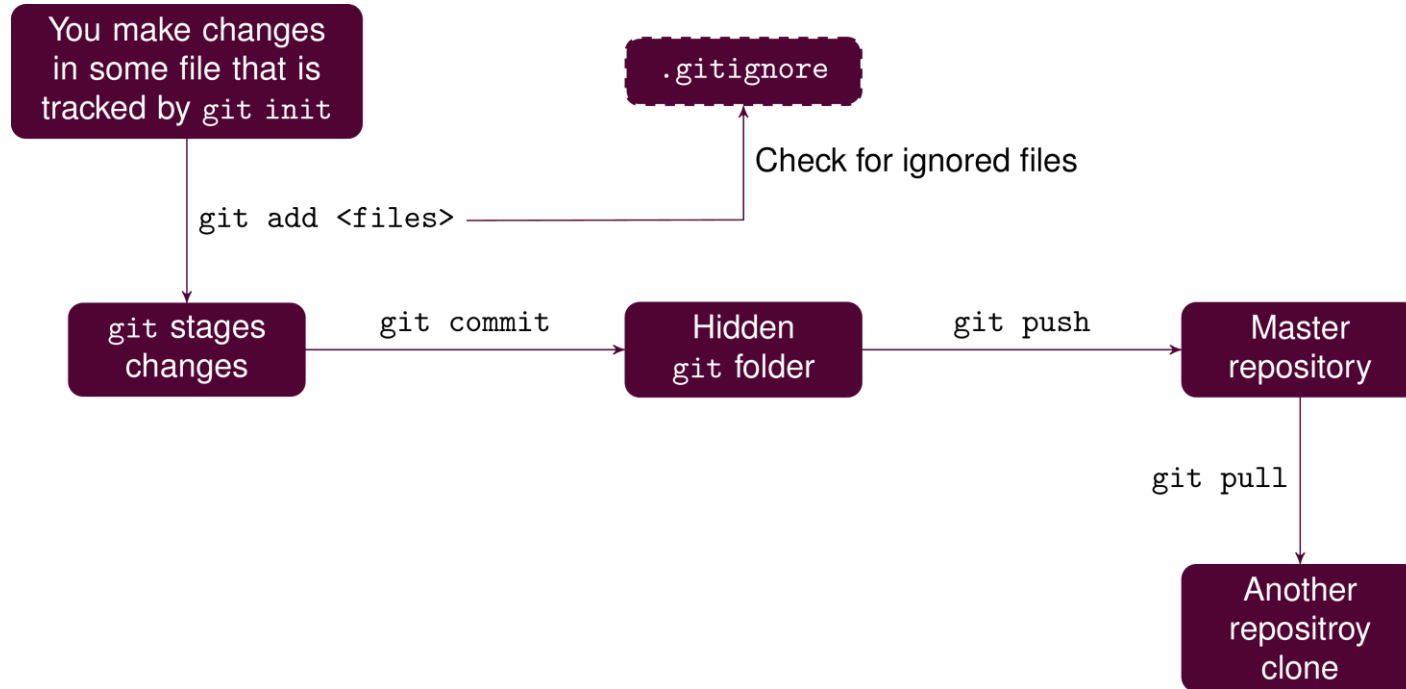 You make changes
in some file that is
tracked by git init
.gitignore
Check for ignored files
git add <files>
git stages
changes
git commit
Hidden
git folder
git push
Master
repository
git pull
Another
repositroy
clone